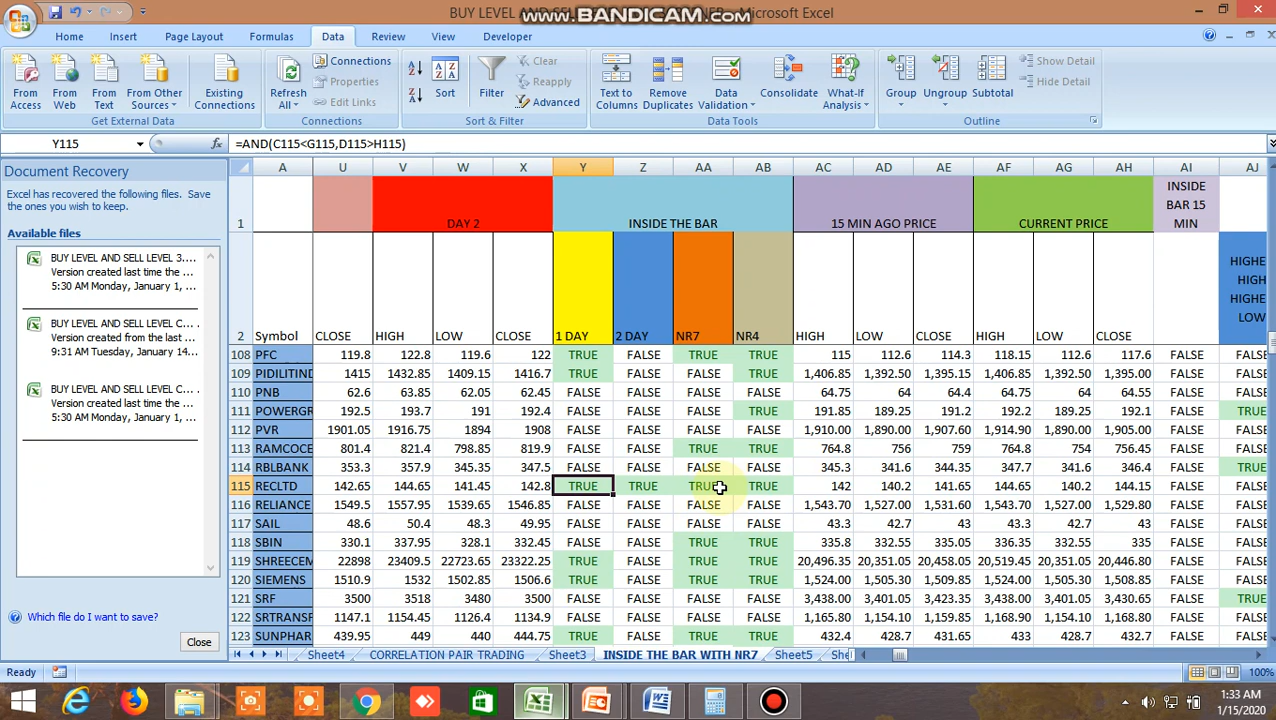 BUY LEVEL AND SELL
Microsoft Excel
www.BANDICAM.com
Home Insert Page Layout Formulas Data Review View Developer
From Access
From Web
From Text
From Other Sources
Existing Connections
Get External Data
Refresh All
Connections
Properties
Edit Links
Connections
Sort
Filter
Clear
Reapply
Advanced
Sort & Filter
Text to Columns
Remove Duplicates
Data Validation
Consolidate
What-If Analysis
Data Tools
Group
Ungroup
Subtotal
Show Detail
Hide Detail
Outline
Y115 fx =AND(C115<G115,D115>H115)
Document Recovery
Excel has recovered the following files. Save
the ones you wish to keep.
Available files
BUY LEVEL AND SELL LEVEL 3....
Version created last time the ...
5:30 AM Monday, January 1, ...
BUY LEVEL AND SELL LEVEL C...
Version created from the last ...
9:31 AM Tuesday, January 14...
BUY LEVEL AND SELL LEVEL C...
Version created last time the ...
5:30 AM Monday, January 1, ...
Which file do I want to save?
Close
A U V W X Y Z AA AB AC AD AE AF AG AH AI AJ
1 DAY 2 INSIDE THE BAR 15 MIN AGO PRICE CURRENT PRICE INSIDE BAR 15 MIN
HIGHE
HIGH
HIGHE
LOW
2 Symbol CLOSE HIGH LOW CLOSE 1 DAY 2 DAY NR7 NR4 HIGH LOW CLOSE HIGH LOW CLOSE
108 PFC 119.8 122.8 119.6 122 TRUE FALSE TRUE TRUE 115 112.6 114.3 118.15 112.6 117.6 FALSE FALS
109 PIDILITIND 1415 1432.85 1409.15 1416.7 TRUE FALSE FALSE TRUE 1,406.85 1,392.50 1,395.15 1,406.85 1,392.50 1,395.00 FALSE FALS
110 PNB 62.6 63.85 62.05 62.45 FALSE FALSE FALSE FALSE 64.75 64 64.4 64.75 64 64.45 FALSE FALS
111 POWERGR 192.5 193.7 191 192.4 FALSE FALSE FALSE TRUE 191.85 189.25 191.2 192.2 189.25 192.1 FALSE TRUE
112 PVR 1901.05 1916.75 1894 1908 FALSE FALSE FALSE FALSE 1,910.00 1,890.00 1,907.60 1,914.90 1,890.00 1,901.00 FALSE FALS
113 RAMCOCE 801.4 821.4 798.85 819.9 FALSE FALSE TRUE TRUE 764.8 756 759 764.8 754 756.45 FALSE FALS
114 RBLBANK 353.3 357.9 345.35 347.5 FALSE FALSE FALSE FALSE 345.3 341.6 344.35 347.7 341.6 346.4 FALSE TRUE
115 RECLTD 142.65 144.65 141.45 142.8 TRUE TRUE TRUE TRUE 142 140.2 141.65 144.65 140.2 144.15 FALSE FALS
116 RELIANCE 1549.5 1557.95 1539.65 1546.85 FALSE FALSE FALSE FALSE 1,543.70 1,527.00 1,531.60 1,543.70 1,527.00 1,529.80 FALSE FALS
117 SAIL 48.6 50.4 48.3 49.95 FALSE FALSE FALSE FALSE 43.3 42.7 43 43.3 42.7 43 FALSE FALS
118 SBIN 330.1 337.95 328.1 332.45 FALSE FALSE TRUE TRUE 335.8 332.55 335.05 336.35 332.55 335 FALSE FALS
119 SHREECEM 22898 23409.5 22723.65 23322.25 TRUE FALSE TRUE TRUE 20,496.35 20,351.05 20,458.05 20,519.45 20,351.05 20,446.80 FALSE FALS
120 SIEMENS 1510.9 1532 1502.85 1506.6 TRUE FALSE TRUE TRUE 1,524.00 1,505.10 1,509.85 1,524.00 1,505.30 1,508.85 FALSE FALS
121 SRF 3500 3518 3480 3500 FALSE FALSE FALSE FALSE 3,438.00 3,401.05 3,423.35 3,438.00 3,401.05 3,430.65 FALSE TRUE
122 SRTRANSF 1147.1 1154.45 1126.4 1134.9 FALSE FALSE FALSE FALSE 1,165.80 1,154.10 1,159.85 1,168.90 1,154.10 1,168.10 FALSE FALS
123 SUNPHAR 439.95 449 440 444.75 TRUE FALSE TRUE TRUE 432.4 428.7 431.65 433 428.7 432.7 FALSE FALS
Sheet4 CORRELATION PAIR TRADING Sheet3 INSIDE THE BAR WITH NR7 Sheet5 She
Ready 100%
1:33 AM
1/15/2020